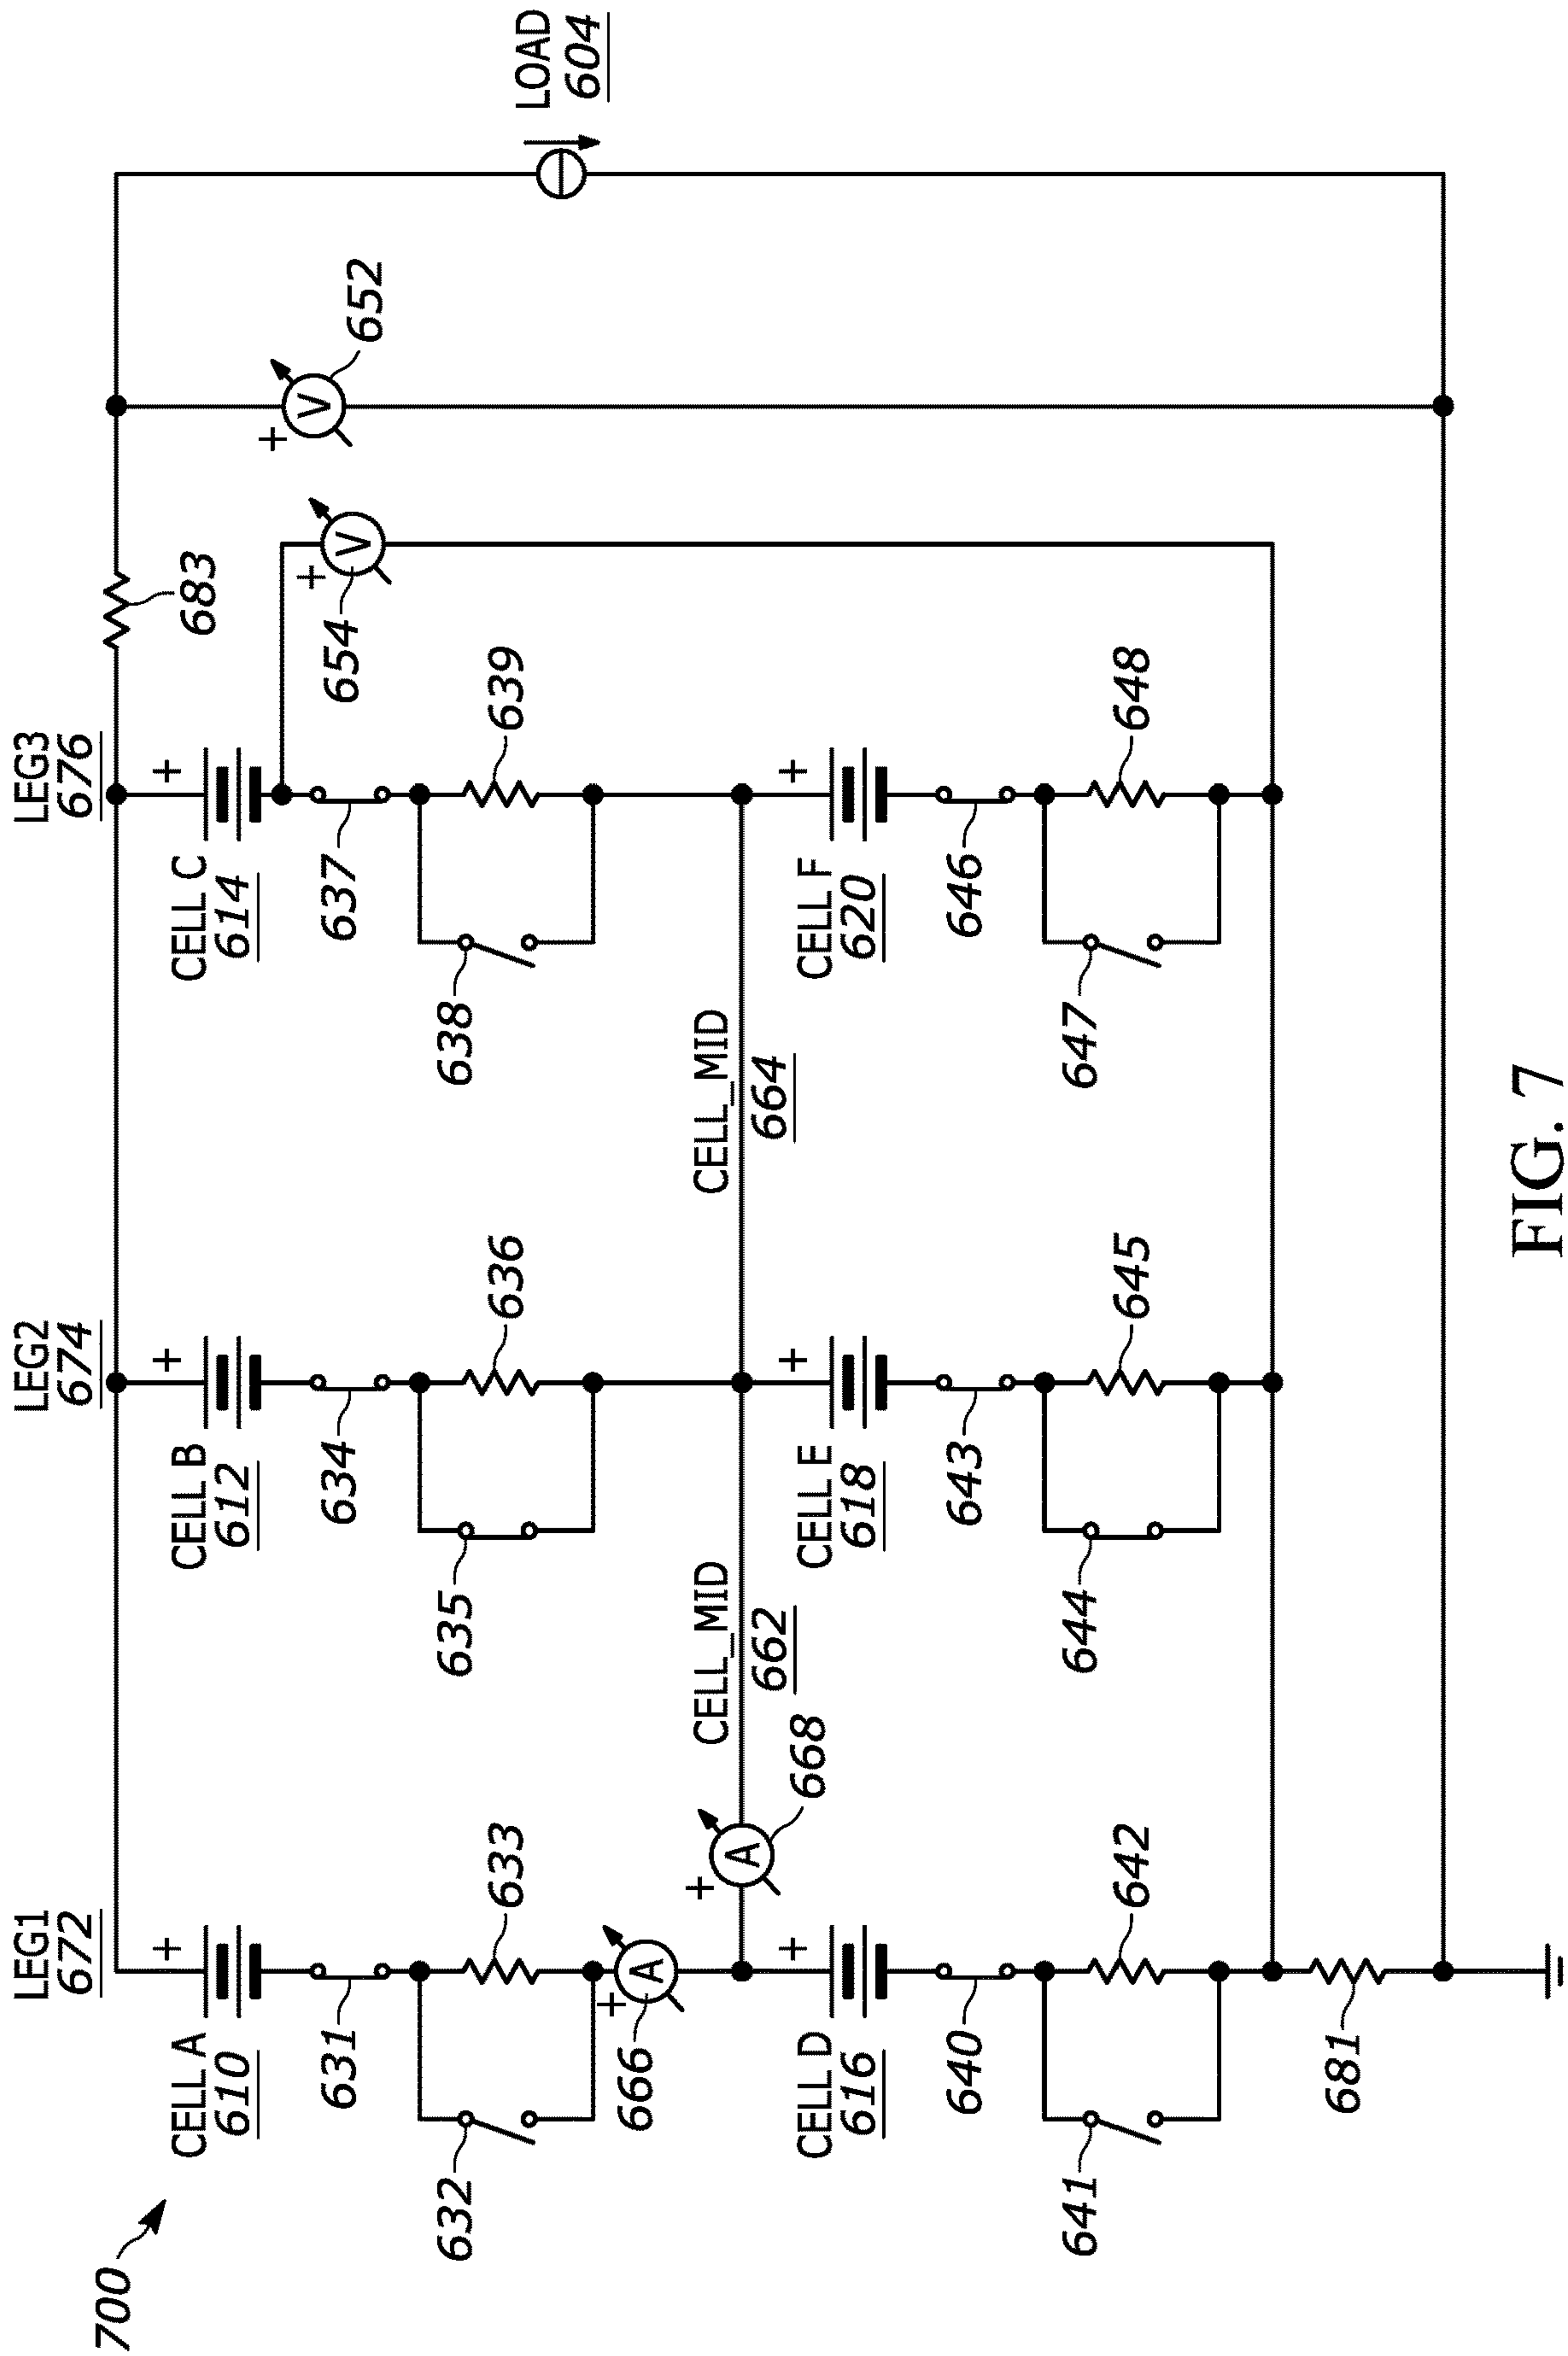 700
LEG1
672
LEG2
674
LEG3
676
CELL A
610
+
CELL B
612
+
CELL C
614
+
683
631
634
637
654
+
V
652
+
V
LOAD
604
632
633
635
636
638
639
666
+
A
CELL_MID
662
CELL_MID
664
668
+
A
CELL D
616
+
CELL E
618
+
CELL F
620
+
640
643
646
641
642
644
645
647
648
681
FIG. 7